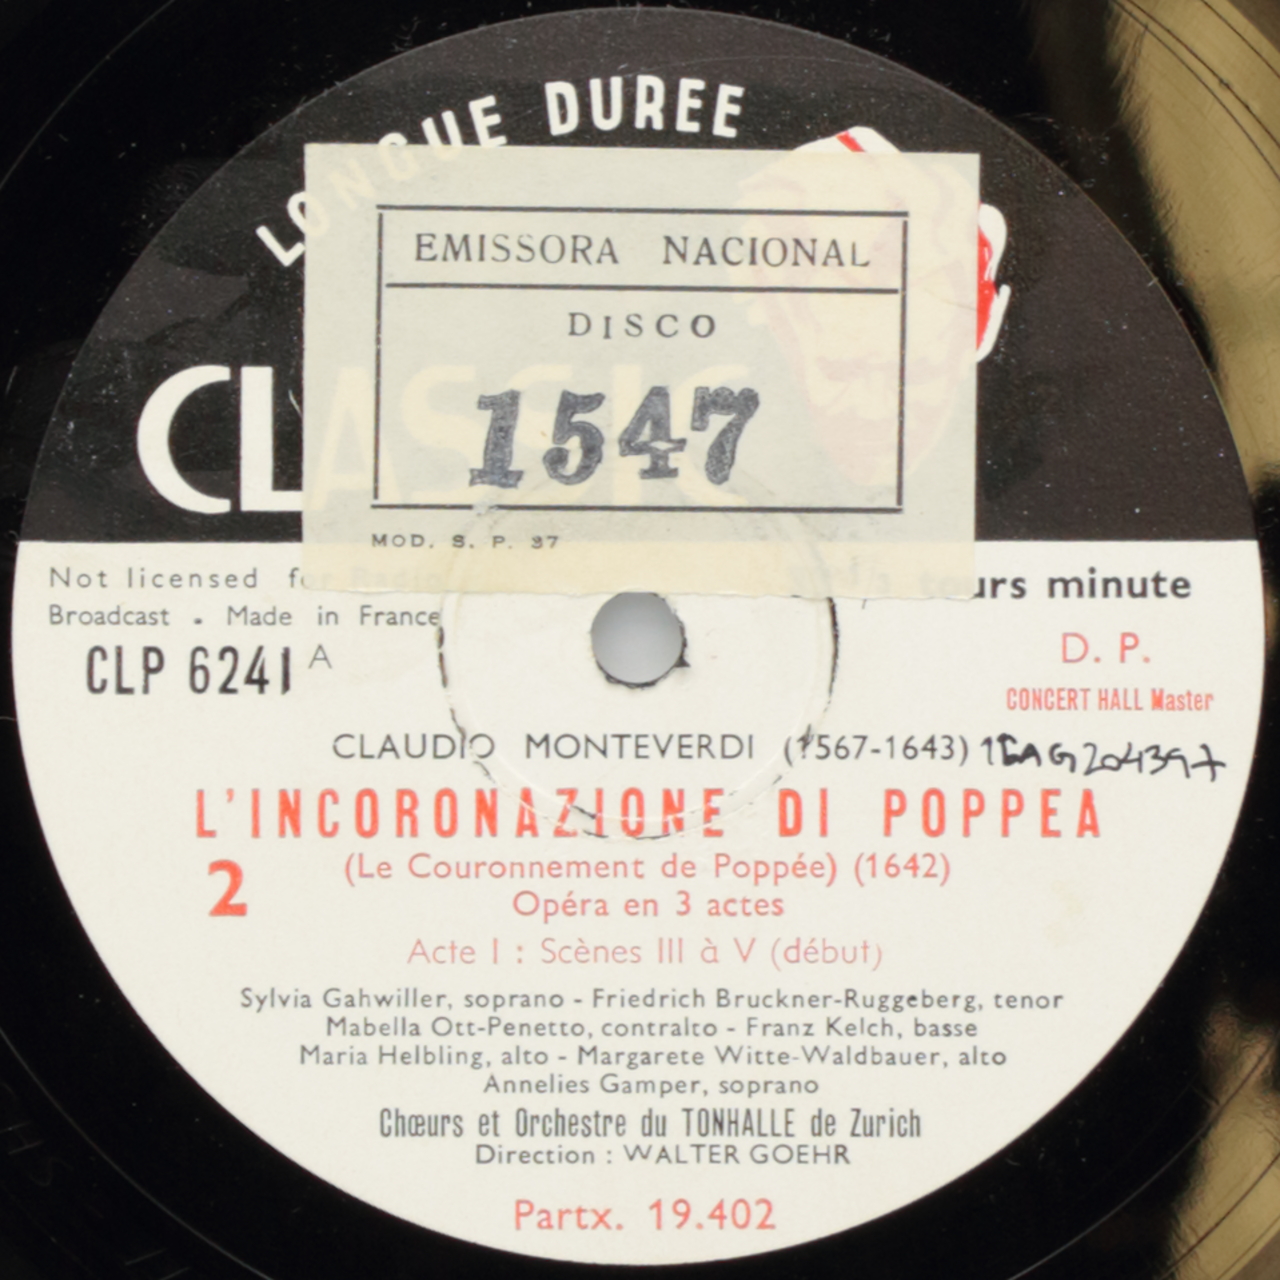 LONGUE DUREE
EMISSORA NACIONAL
DISCO
1547
CLASSIC
MOD. S. P. 37
Not licensed for Radio
Broadcast . Made in France
tours minute
CLP 6241 A
D. P.
CONCERT HALL Master
CLAUDIO MONTEVERDI (1567-1643)
L'INCORONAZIONE DI POPPEA
2
(Le Couronnement de Poppée) (1642)
Opéra en 3 actes
Acte I : Scènes III à V (début)
Sylvia Gahwiller, soprano - Friedrich Bruckner-Ruggeberg, tenor
Mabella Ott-Penetto, contralto - Franz Kelch, basse
Maria Helbling, alto - Margarete Witte-Waldbauer, alto
Annelies Gamper, soprano
Chœurs et Orchestre du TONHALLE de Zurich
Direction : WALTER GOEHR
Partx. 19.402